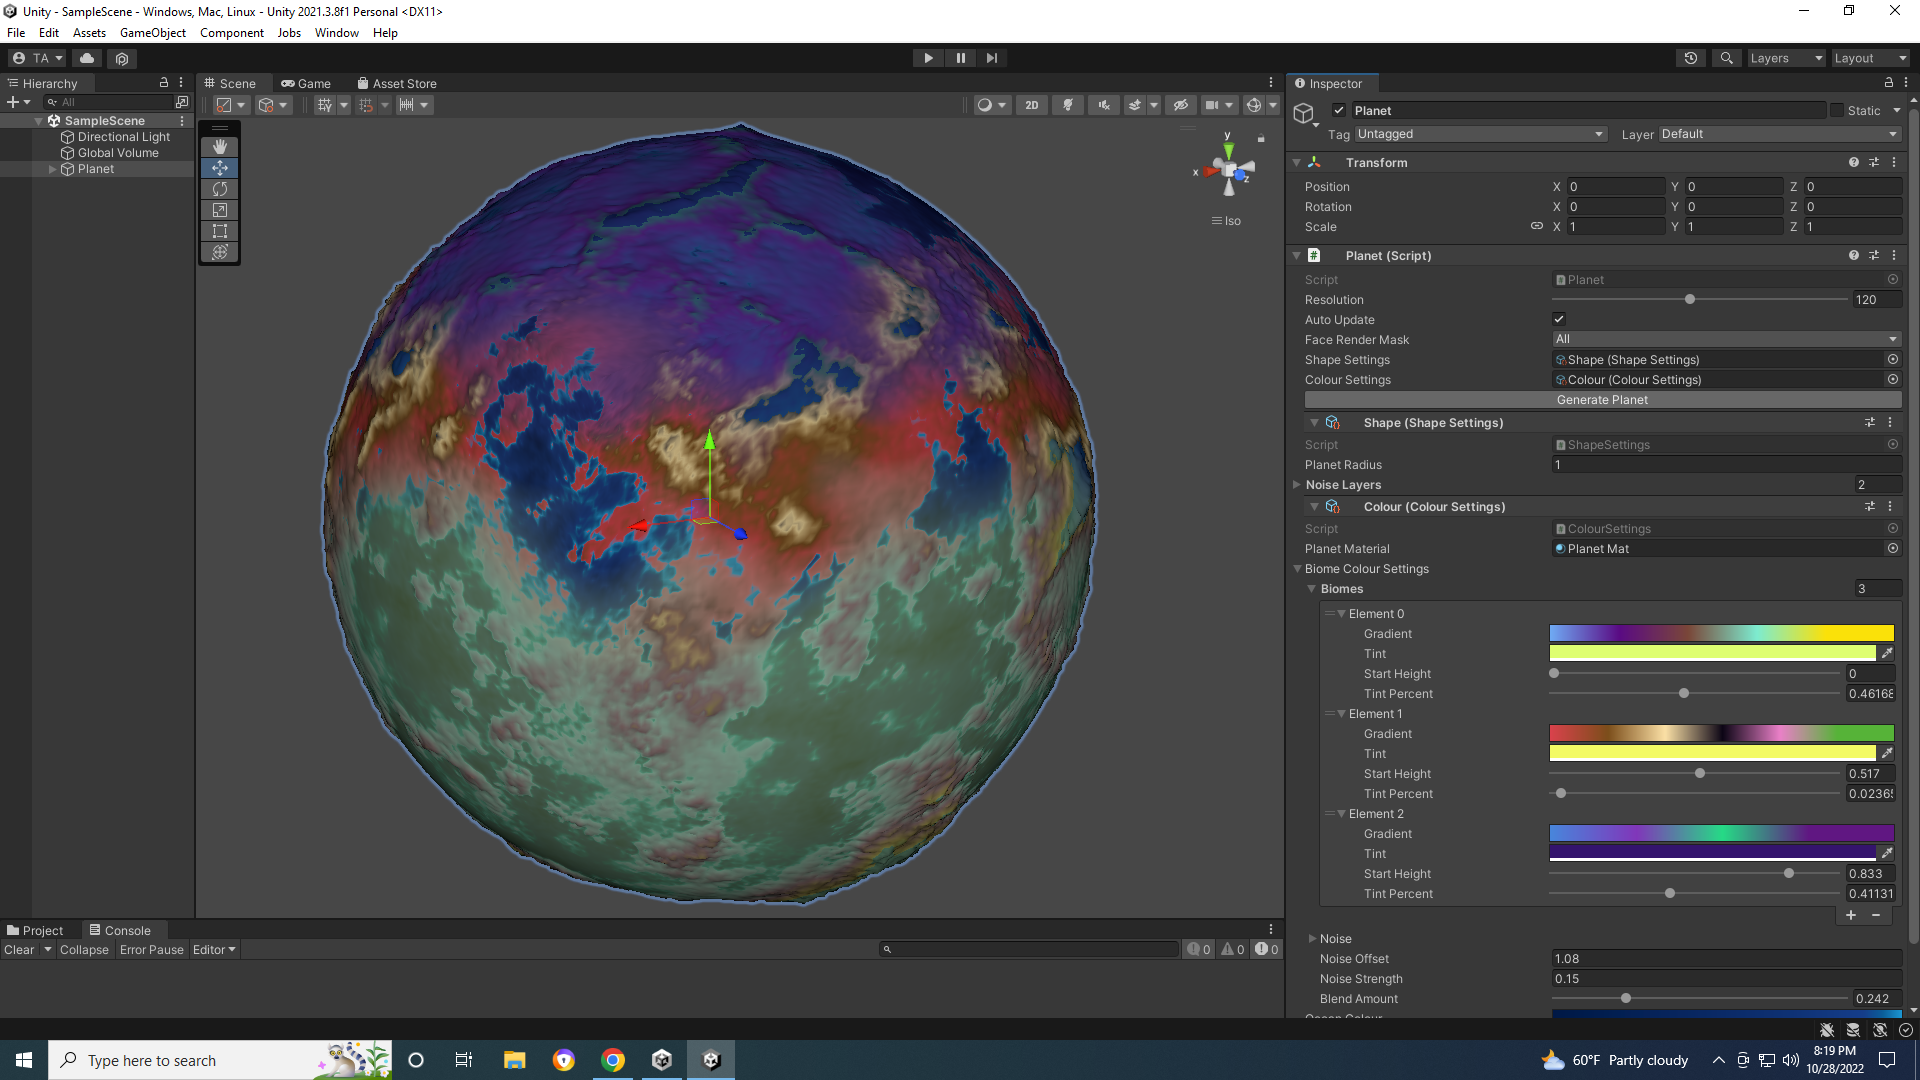 Unity - SampleScene - Windows, Mac, Linux - Unity 2021.3.8f1 Personal <DX11>
File Edit Assets GameObject Component Jobs Window Help
TA Layers Layout
Hierarchy
All
SampleScene
Directional Light
Global Volume
Planet
Scene Game Asset Store
2D
y
x
z
Iso
Inspector
Planet Static
Tag Untagged Layer Default
Transform
Position X 0 Y 0 Z 0
Rotation X 0 Y 0 Z 0
Scale X 1 Y 1 Z 1
Planet (Script)
Script Planet
Resolution 120
Auto Update
Face Render Mask All
Shape Settings Shape (Shape Settings)
Colour Settings Colour (Colour Settings)
Generate Planet
Shape (Shape Settings)
Script ShapeSettings
Planet Radius 1
Noise Layers 2
Colour (Colour Settings)
Script ColourSettings
Planet Material Planet Mat
Biome Colour Settings
Biomes 3
Element 0
Gradient
Tint
Start Height 0
Tint Percent 0.46168
Element 1
Gradient
Tint
Start Height 0.517
Tint Percent 0.02365
Element 2
Gradient
Tint
Start Height 0.833
Tint Percent 0.41131
+ −
Noise
Noise Offset 1.08
Noise Strength 0.15
Blend Amount 0.242
Ocean Colour
Project Console
Clear Collapse Error Pause Editor 0 0 0
Type here to search
60°F Partly cloudy
8:19 PM
10/28/2022